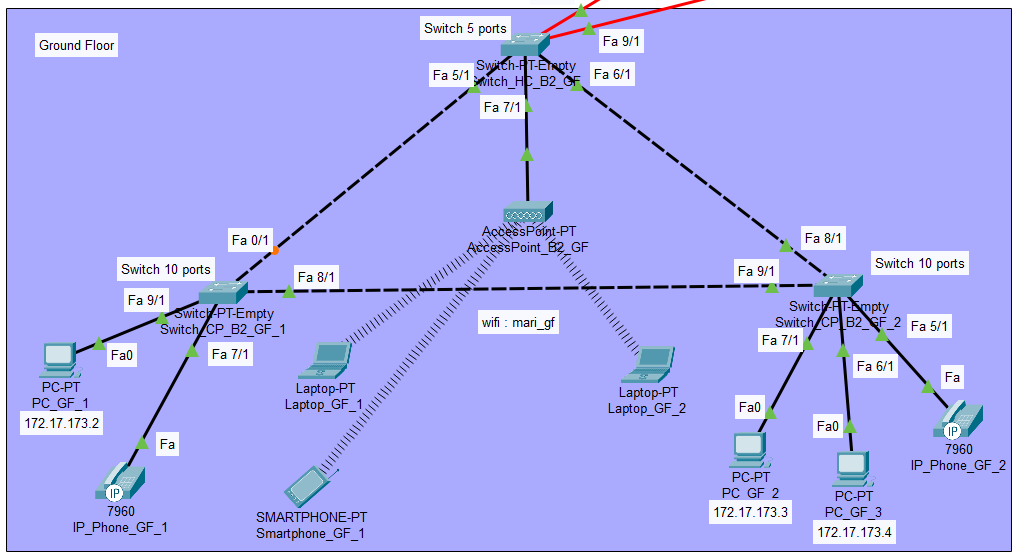 Ground Floor
Switch 5 ports
Fa 9/1
Switch-PT-Empty
Switch_HC_B2_GF
Fa 5/1
Fa 6/1
Fa 7/1
AccessPoint-PT
AccessPoint_B2_GF
Fa 0/1
Fa 8/1
Switch 10 ports
Switch 10 ports
Fa 8/1
Fa 9/1
Fa 9/1
Switch-PT-Empty
Switch_CP_B2_GF_1
Switch-PT-Empty
Switch_CP_B2_GF_2
wifi : mari_gf
Fa 5/1
Fa0
Fa 7/1
Fa 7/1
Fa 6/1
PC-PT
PC_GF_1
172.17.173.2
Laptop-PT
Laptop_GF_1
Laptop-PT
Laptop_GF_2
Fa
Fa0
Fa0
Fa
IP
7960
IP_Phone_GF_2
IP
7960
IP_Phone_GF_1
SMARTPHONE-PT
Smartphone_GF_1
PC-PT
PC_GF_2
172.17.173.3
PC-PT
PC_GF_3
172.17.173.4